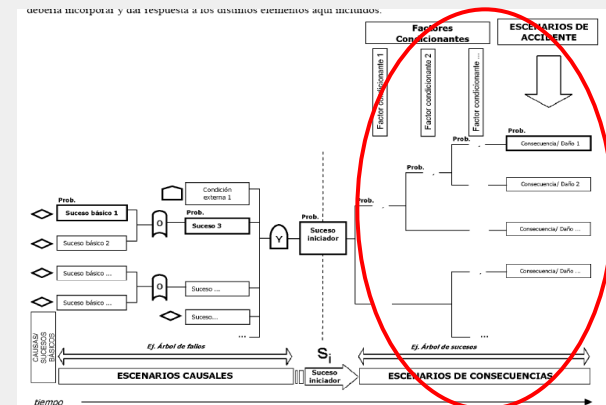 debería incorporar y dar respuesta a los distintos elementos aquí incluidos.
Factores
Condicionantes
ESCENARIOS DE
ACCIDENTE
Factor condicionante 1
Factor condicionante 2
Factor condicionante ...
Prob.
Prob.
Consecuencia/ Daño 1
Prob.
Consecuencia/ Daño 2
Prob.
Consecuencia/ Daño ...
Consecuencia/ Daño ...
...
Condición
externa 1
Prob.
Suceso básico 1
O
Prob.
Suceso 3
Suceso básico 2
Y
Prob.
Suceso
iniciador
Suceso básico ...
O
Suceso ...
Suceso básico ...
Suceso...
...
CAUSAS/
SUCESOS
BÁSICOS
Ej. Árbol de fallos
Si
Ej. Árbol de sucesos
ESCENARIOS CAUSALES
Suceso
iniciador
ESCENARIOS DE CONSECUENCIAS
tiempo